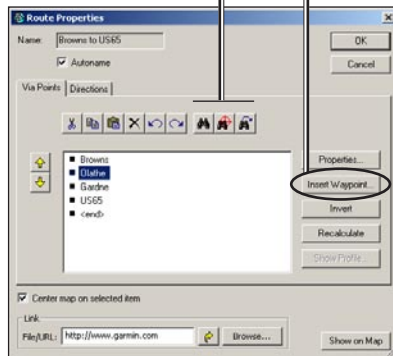 Route Properties
Name: Browns to US65
OK
Autoname
Cancel
Via Points Directions
Browns
Olathe
Gardne
US65
<end>
Properties...
Insert Waypoint...
Invert
Recalculate
Show Profile...
Center map on selected item
Link
File/URL: http://www.garmin.com
Browse...
Show on Map